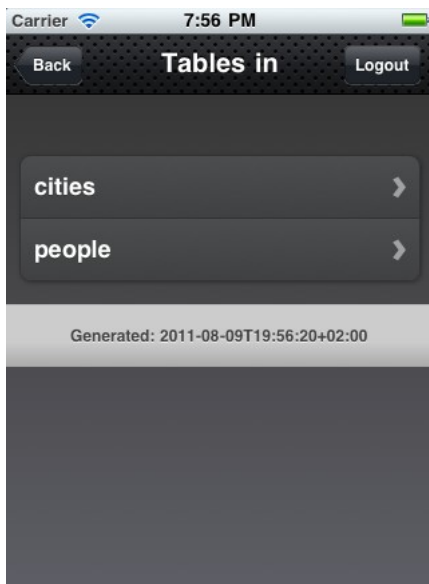 Carrier 7:56 PM
Back Tables in Logout
cities
people
Generated: 2011-08-09T19:56:20+02:00